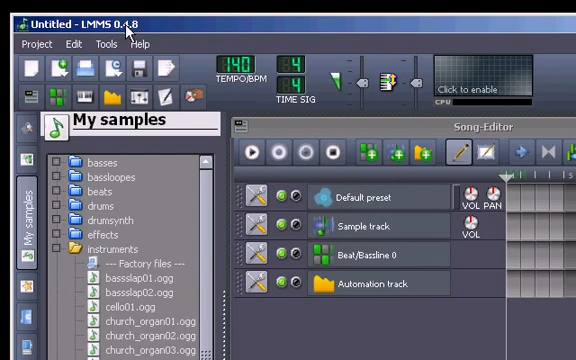 Untitled - LMMS 0.4.8
Project Edit Tools Help
140
TEMPO/BPM
4
4
TIME SIG
Click to enable
CPU
My samples
My samples
basses
bassloopes
beats
drums
drumsynth
effects
instruments
--- Factory files ---
bassslap01.ogg
bassslap02.ogg
cello01.ogg
church_organ01.ogg
church_organ02.ogg
church_organ03.ogg
Song-Editor
Default preset
VOL PAN
Sample track
VOL
Beat/Bassline 0
Automation track